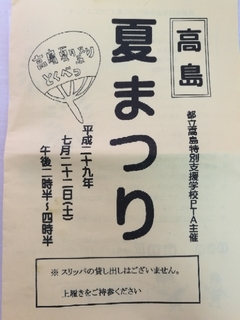 高島
夏まつり
都立高島特別支援学校PTA主催
高島夏まつり
とくべつ
平成二十九年
七月二十二日(土)
午後二時半～四時半
※スリッパの貸し出しはございません。
上履きをご持参ください